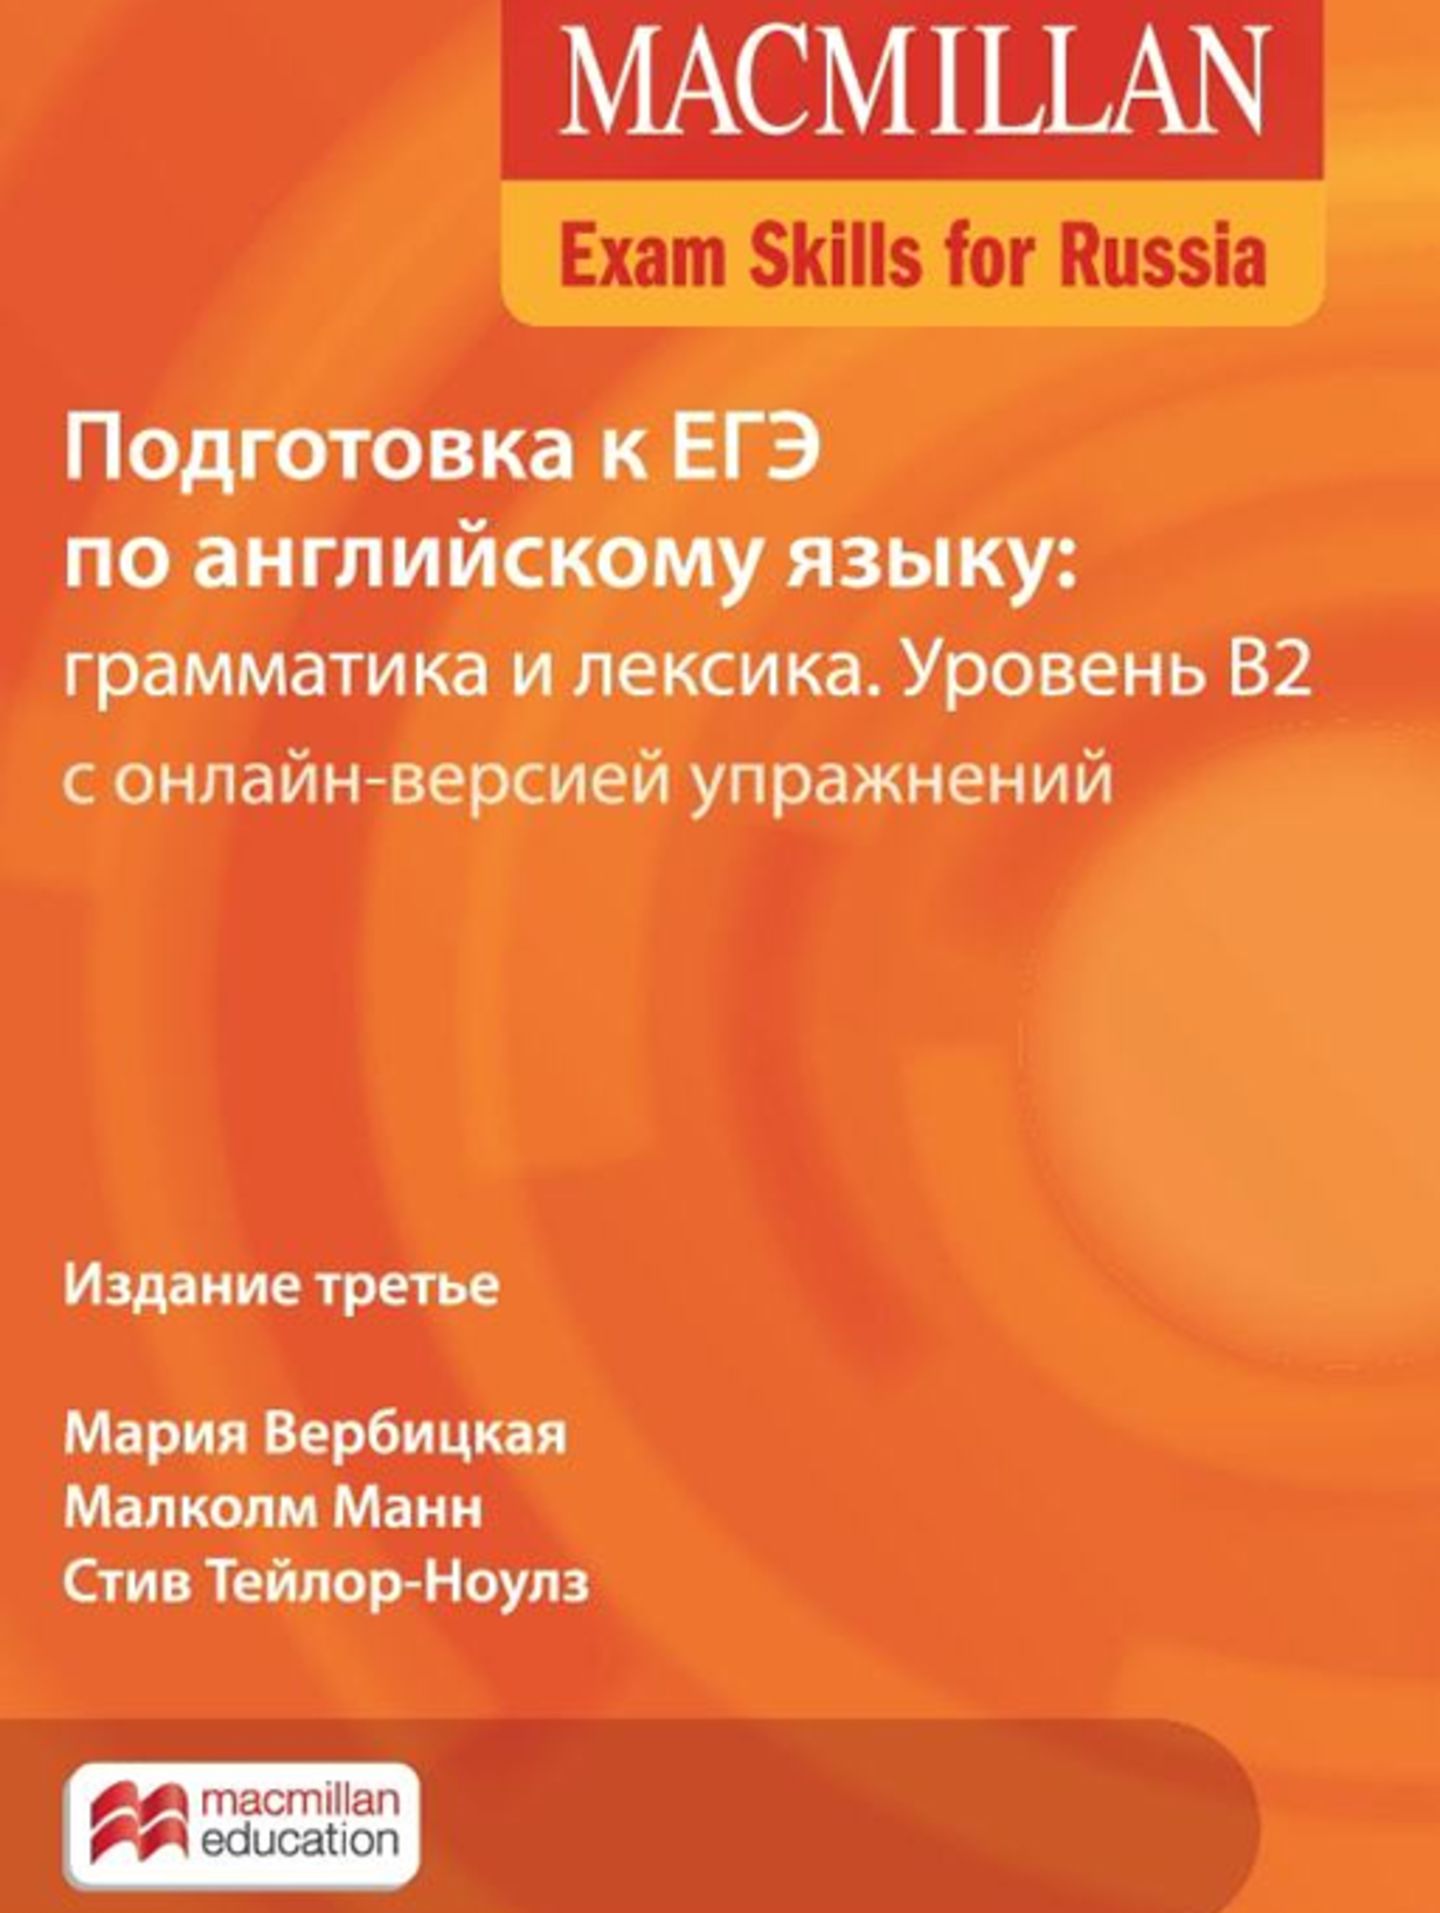 MACMILLAN
Exam Skills for Russia
Подготовка к ЕГЭ
по английскому языку:
грамматика и лексика. Уровень В2
с онлайн-версией упражнений
Издание третье
Мария Вербицкая
Малколм Манн
Стив Тейлор-Ноулз
macmillan
education